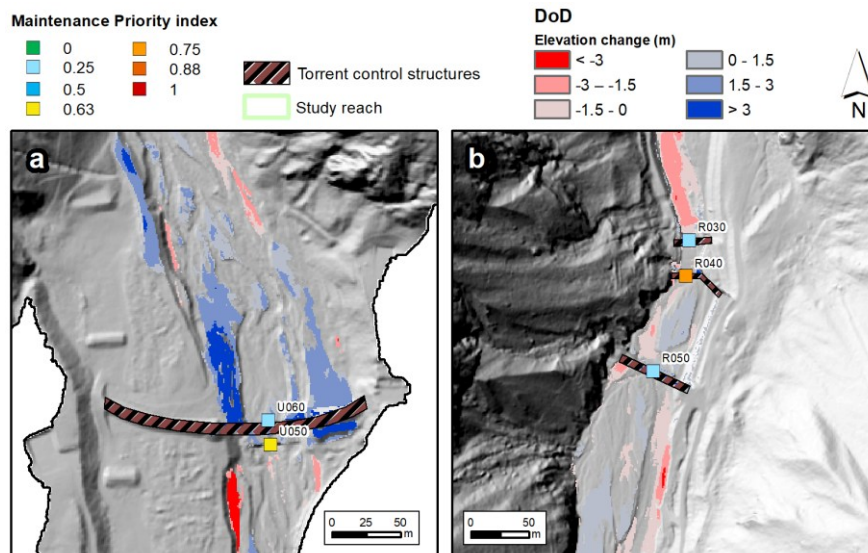 Maintenance Priority index
0
0.25
0.5
0.63
0.75
0.88
1
Torrent control structures
Study reach
DoD
Elevation change (m)
< -3
-3 – -1.5
-1.5 - 0
0 - 1.5
1.5 - 3
> 3
N
a
U060
U050
0 25 50
m
b
R030
R040
R050
0 50
m